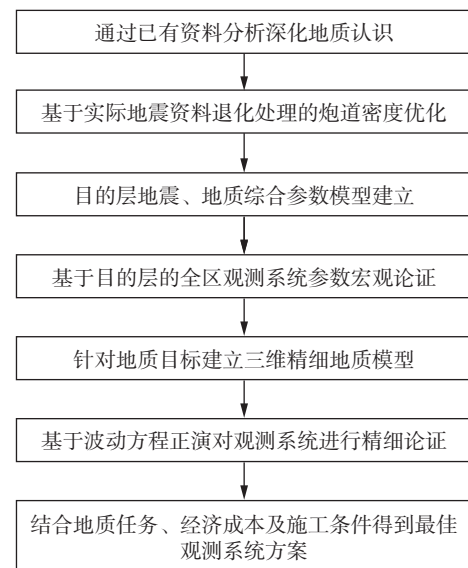 通过已有资料分析深化地质认识
基于实际地震资料退化处理的炮道密度优化
目的层地震、地质综合参数模型建立
基于目的层的全区观测系统参数宏观论证
针对地质目标建立三维精细地质模型
基于波动方程正演对观测系统进行精细论证
结合地质任务、经济成本及施工条件得到最佳
观测系统方案